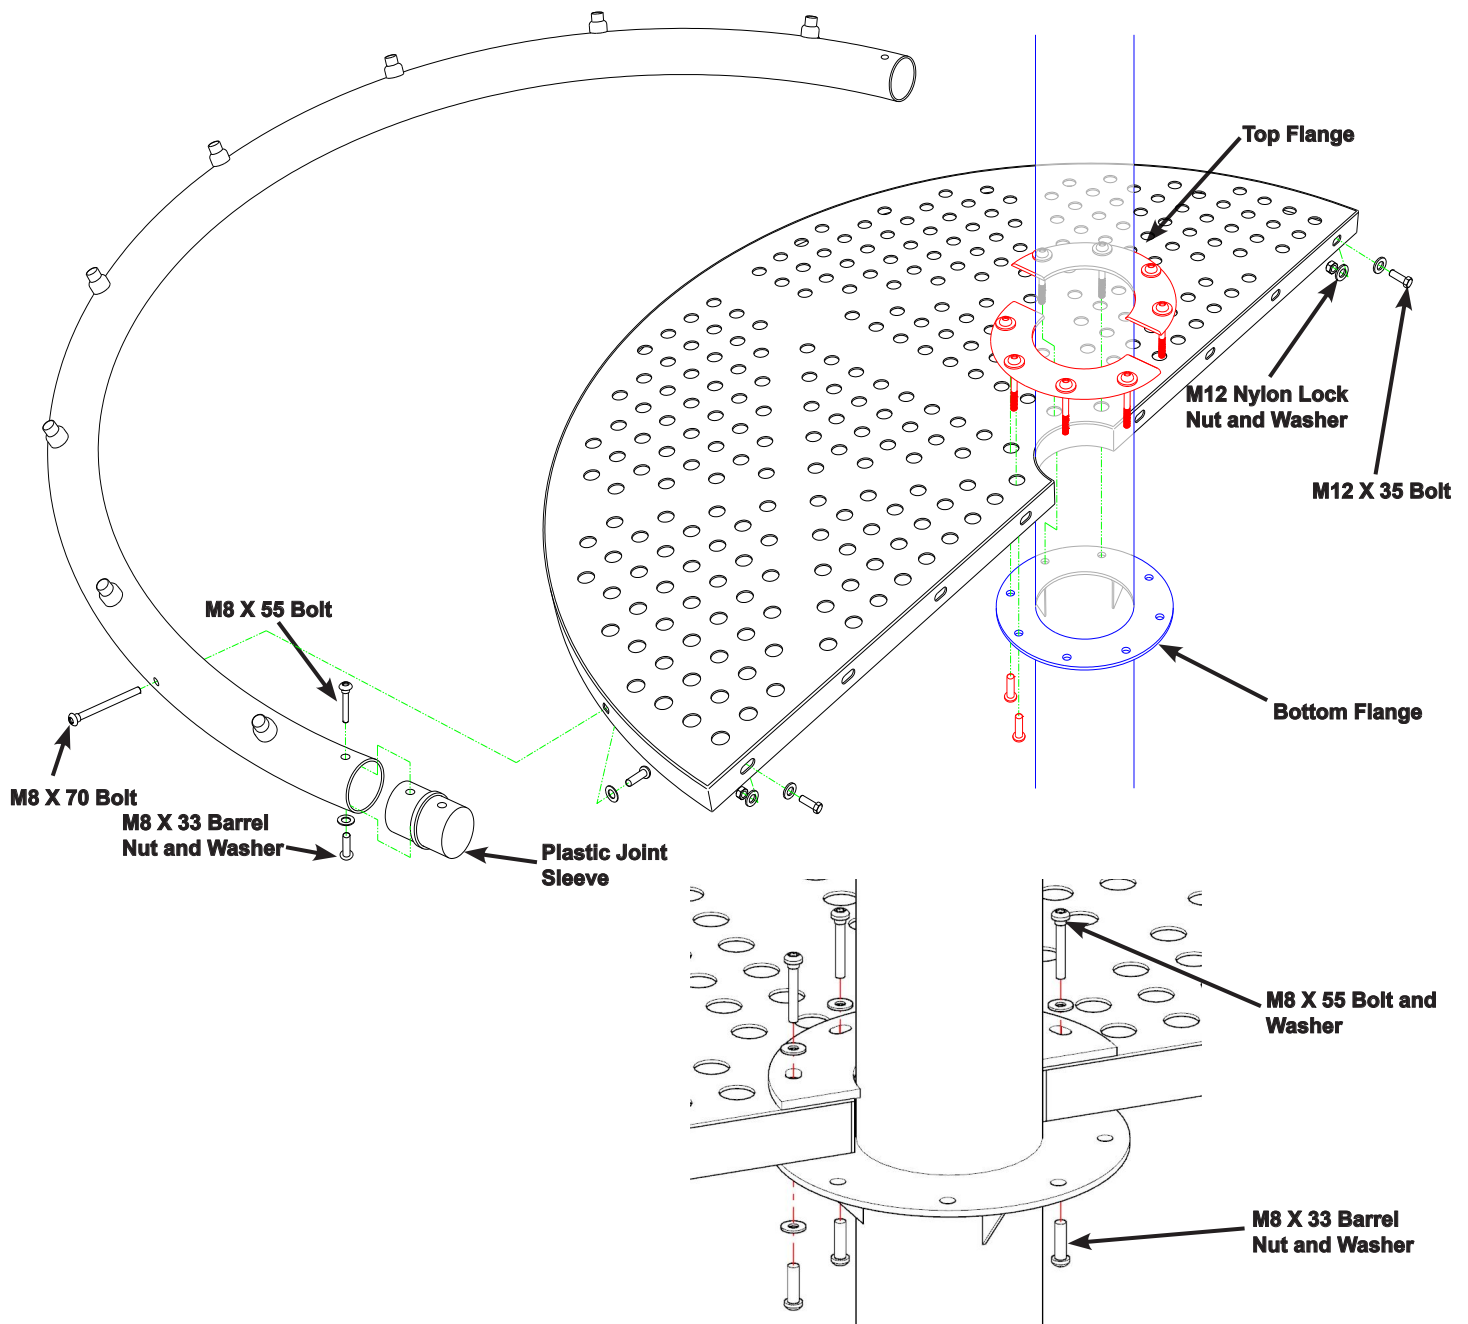 Top Flange
M12 Nylon Lock
Nut and Washer
M12 X 35 Bolt
M8 X 55 Bolt
Bottom Flange
M8 X 70 Bolt
M8 X 33 Barrel
Nut and Washer
Plastic Joint
Sleeve
M8 X 55 Bolt and
Washer
M8 X 33 Barrel
Nut and Washer